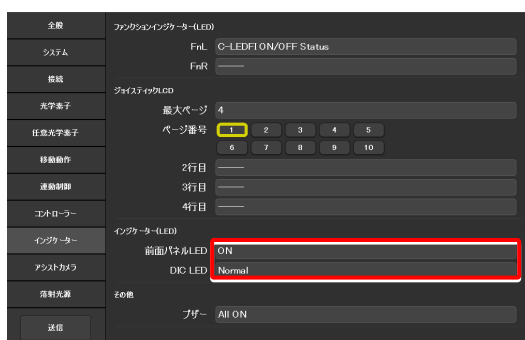 全般
システム
接続
光学素子
任意光学素子
移動動作
連動制御
コントローラー
インジケーター
アシストカメラ
落射光源
送信
ファンクションインジケーター(LED)
FnL C-LEDFI ON/OFF Status
FnR ―――
ジョイスティックLCD
最大ページ 4
ページ番号 1 2 3 4 5
6 7 8 9 10
2行目 ―――
3行目 ―――
4行目 ―――
インジケーター(LED)
前面パネルLED ON
DIC LED Normal
その他
ブザー All ON